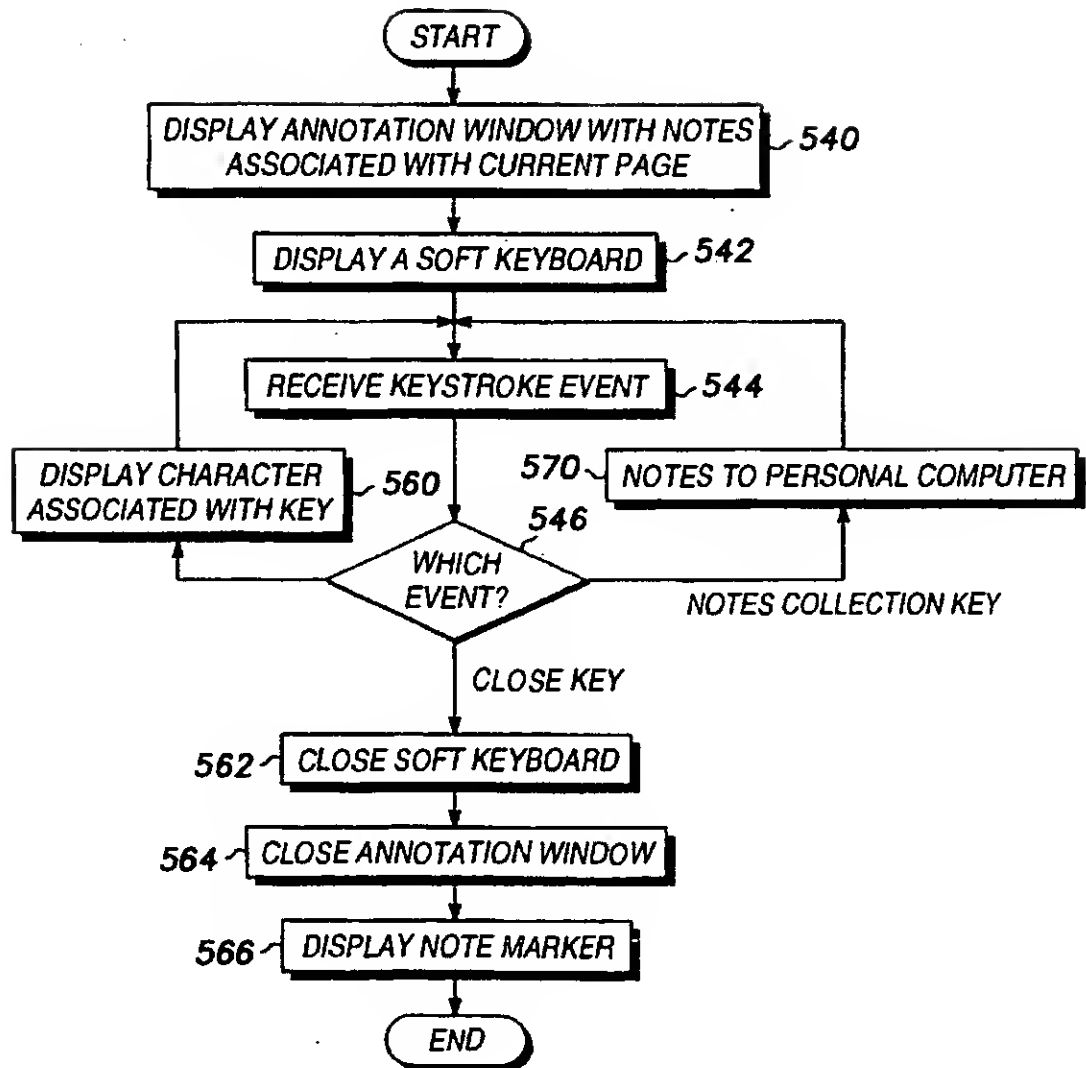 START
DISPLAY ANNOTATION WINDOW WITH NOTES
ASSOCIATED WITH CURRENT PAGE
540
DISPLAY A SOFT KEYBOARD
542
RECEIVE KEYSTROKE EVENT
544
DISPLAY CHARACTER
ASSOCIATED WITH KEY
560
570
NOTES TO PERSONAL COMPUTER
546
WHICH
EVENT?
NOTES COLLECTION KEY
CLOSE KEY
562
CLOSE SOFT KEYBOARD
564
CLOSE ANNOTATION WINDOW
566
DISPLAY NOTE MARKER
END